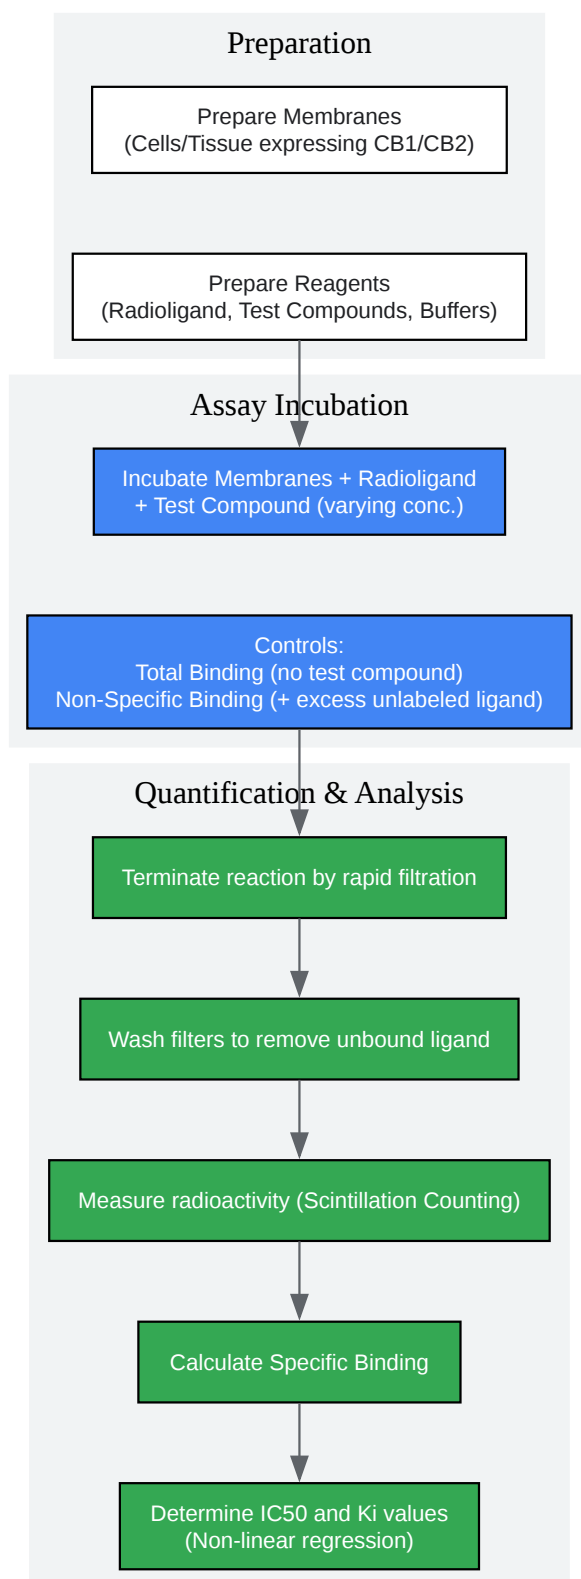 Preparation
Prepare Membranes
(Cells/Tissue expressing CB1/CB2)
Prepare Reagents
(Radioligand, Test Compounds, Buffers)
Assay Incubation
Incubate Membranes + Radioligand
+ Test Compound (varying conc.)
Controls:
Total Binding (no test compound)
Non-Specific Binding (+ excess unlabeled ligand)
Quantification & Analysis
Terminate reaction by rapid filtration
Wash filters to remove unbound ligand
Measure radioactivity (Scintillation Counting)
Calculate Specific Binding
Determine IC50 and Ki values
(Non-linear regression)